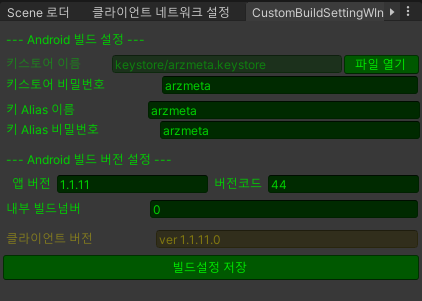 Scene 로더 클라이언트 네트워크 설정 CustomBuildSettingWin
--- Android 빌드 설정 ---
키스토어 이름 keystore/arzmeta.keystore 파일 열기
키스토어 비밀번호 arzmeta
키 Alias 이름 arzmeta
키 Alias 비밀번호 arzmeta
--- Android 빌드 버전 설정 ---
앱 버전 1.1.11 버전코드 44
내부 빌드넘버 0
클라이언트 버전 ver 1.1.11.0
빌드설정 저장